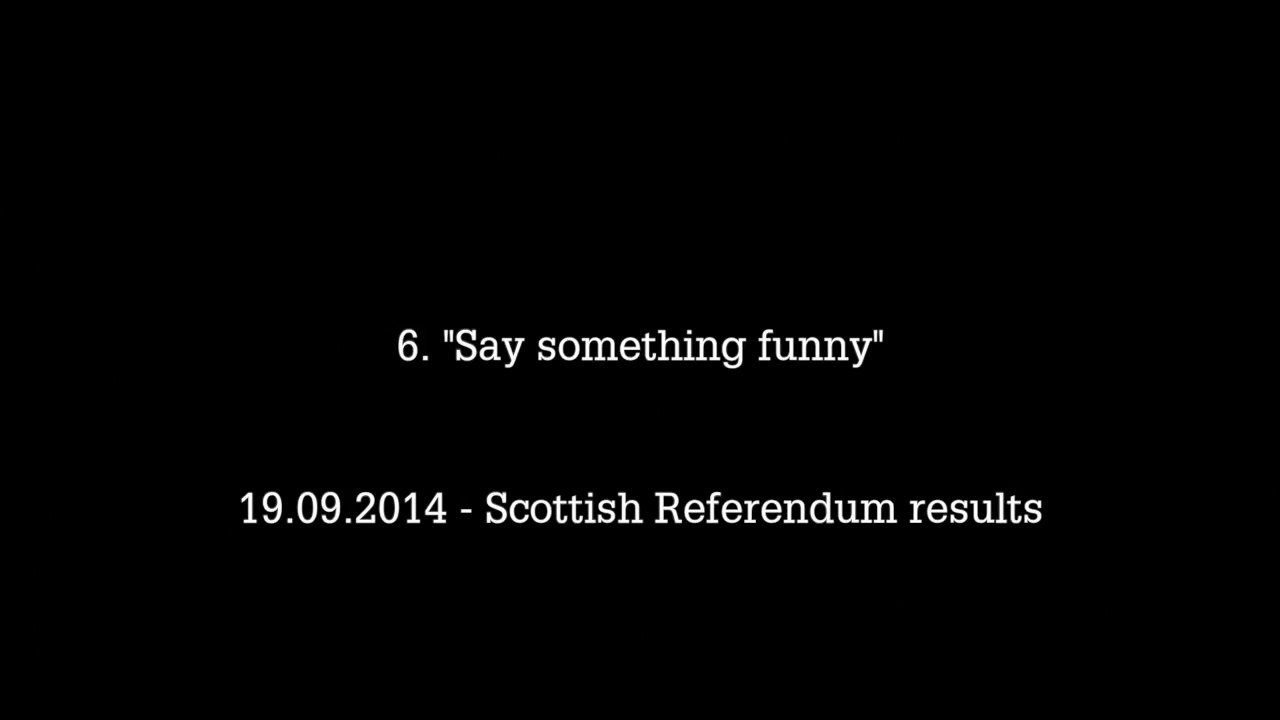 6. "Say something funny"
19.09.2014 - Scottish Referendum results